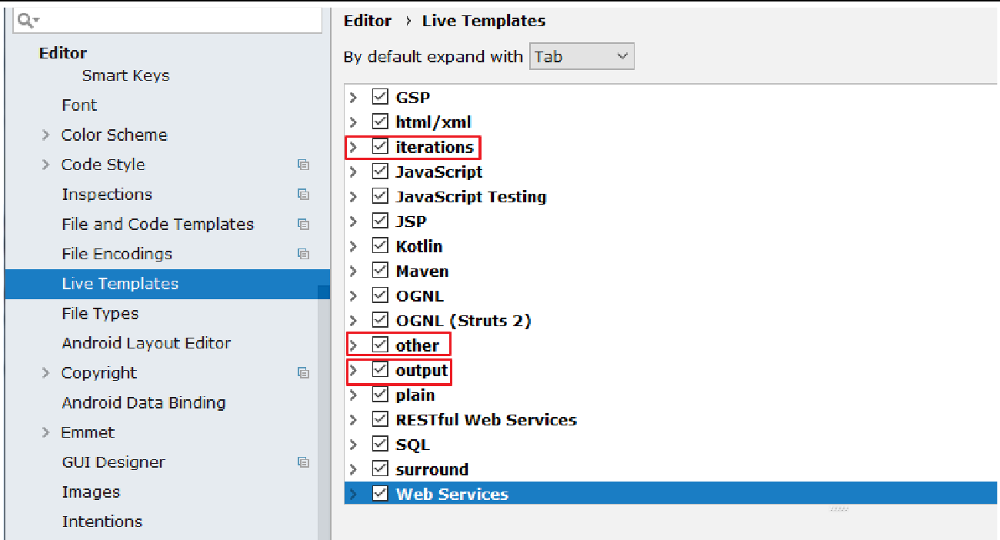 Editor
Smart Keys
Font
Color Scheme
Code Style
Inspections
File and Code Templates
File Encodings
Live Templates
File Types
Android Layout Editor
Copyright
Android Data Binding
Emmet
GUI Designer
Images
Intentions
Editor › Live Templates
By default expand with Tab
GSP
html/xml
iterations
JavaScript
JavaScript Testing
JSP
Kotlin
Maven
OGNL
OGNL (Struts 2)
other
output
plain
RESTful Web Services
SQL
surround
Web Services